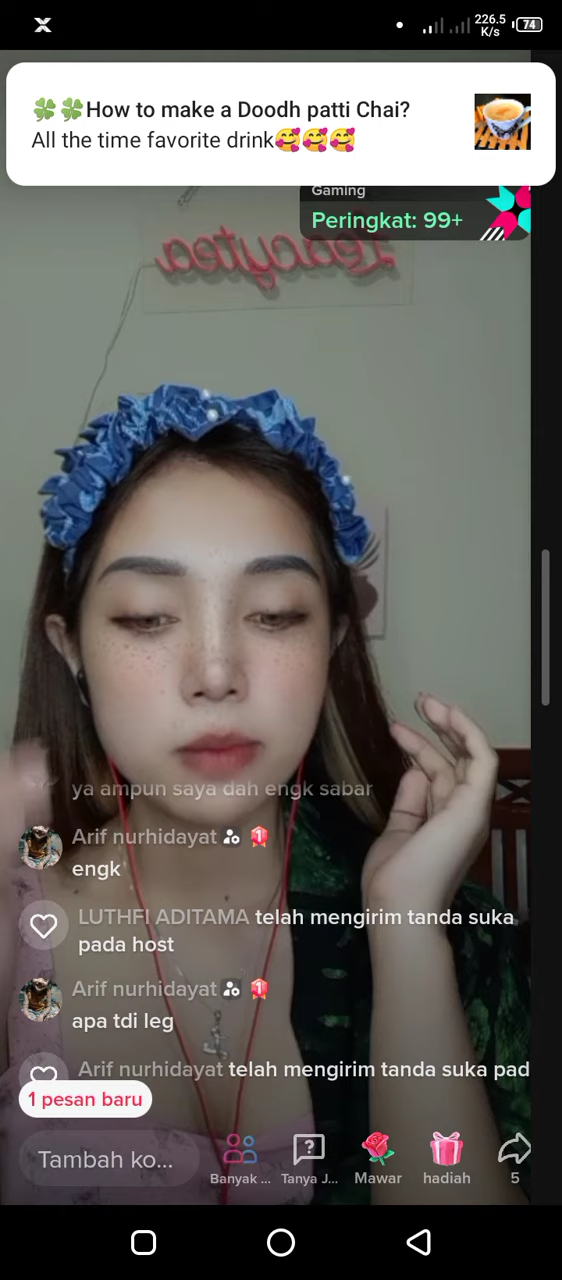 226.5
K/s
74
🍀🍀How to make a Doodh patti Chai?
All the time favorite drink🥰🥰🥰
Gaming
Peringkat: 99+
ya ampun saya dah engk sabar
Arif nurhidayat 1
engk
LUTHFI ADITAMA telah mengirim tanda suka
pada host
Arif nurhidayat 1
apa tdi leg
Arif nurhidayat telah mengirim tanda suka pad
1 pesan baru
Tambah ko...
Banyak ...
Tanya J...
Mawar
hadiah
5